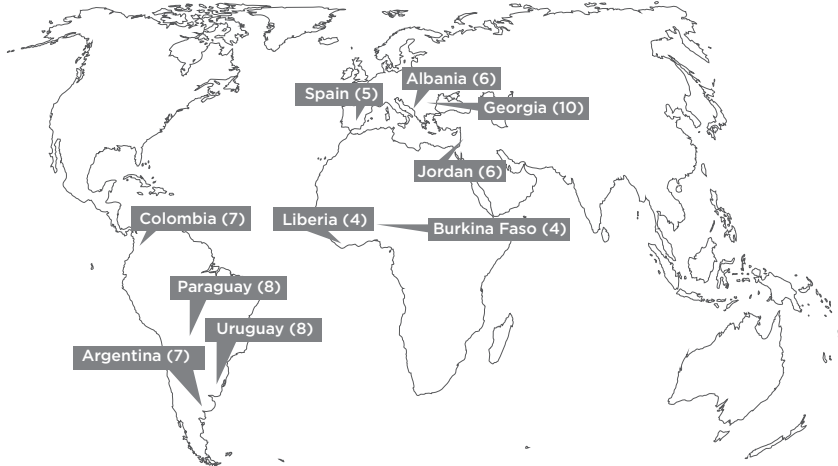 Albania (6)
Spain (5)
Georgia (10)
Jordan (6)
Colombia (7)
Liberia (4)
Burkina Faso (4)
Paraguay (8)
Uruguay (8)
Argentina (7)